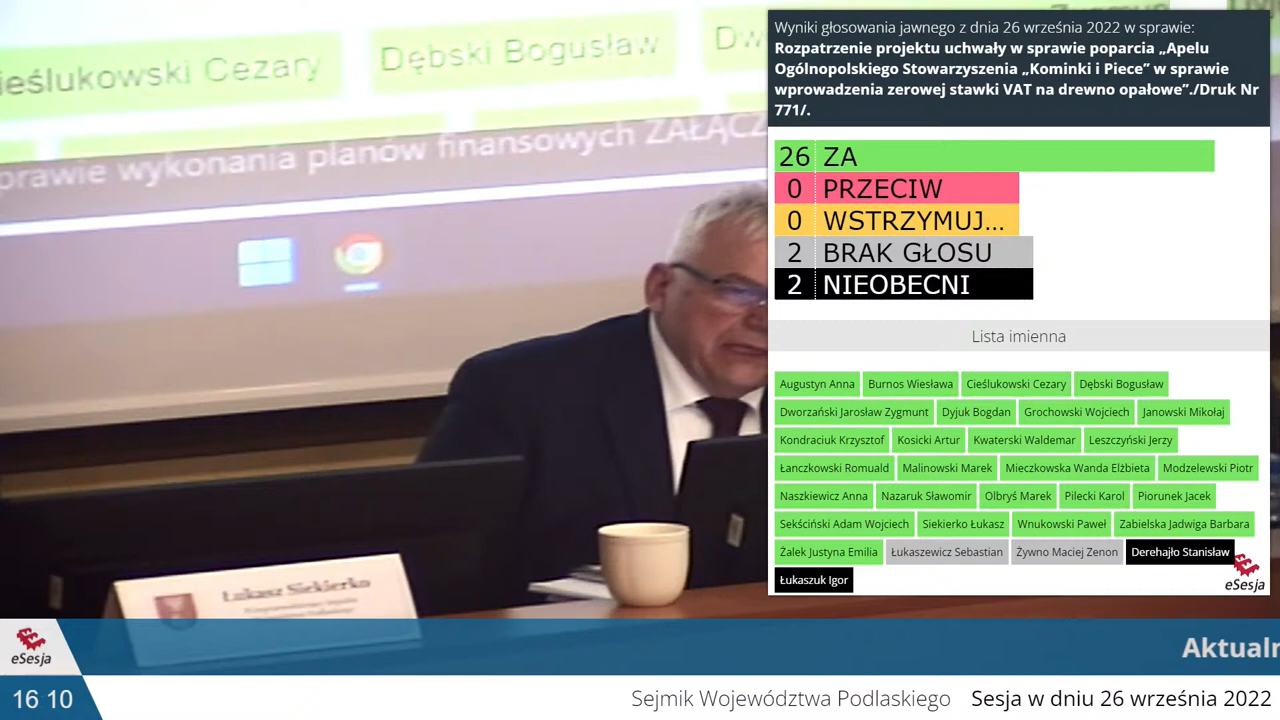 Cieślukowski Cezary
Dębski Bogusław
prawie wykonania planów finansowych ZAŁĄCZ
Łukasz Siekierko
Wyniki głosowania jawnego z dnia 26 września 2022 w sprawie:
Rozpatrzenie projektu uchwały w sprawie poparcia „Apelu
Ogólnopolskiego Stowarzyszenia „Kominki i Piece” w sprawie
wprowadzenia zerowej stawki VAT na drewno opałowe”./Druk Nr
771/.
26 ZA
0 PRZECIW
0 WSTRZYMUJ...
2 BRAK GŁOSU
2 NIEOBECNI
Lista imienna
Augustyn Anna Burnos Wiesława Cieślukowski Cezary Dębski Bogusław
Dworzański Jarosław Zygmunt Dyjuk Bogdan Grochowski Wojciech Janowski Mikołaj
Kondraciuk Krzysztof Kosicki Artur Kwaterski Waldemar Leszczyński Jerzy
Łanczkowski Romuald Malinowski Marek Mieczkowska Wanda Elżbieta Modzelewski Piotr
Naszkiewicz Anna Nazaruk Sławomir Olbryś Marek Pilecki Karol Piorunek Jacek
Sekściński Adam Wojciech Siekierko Łukasz Wnukowski Paweł Zabielska Jadwiga Barbara
Żalek Justyna Emilia Łukaszewicz Sebastian Żywno Maciej Zenon Derehajło Stanisław
Łukaszuk Igor
eSesja
eSesja
Aktualn
16 10
Sejmik Województwa Podlaskiego Sesja w dniu 26 września 2022